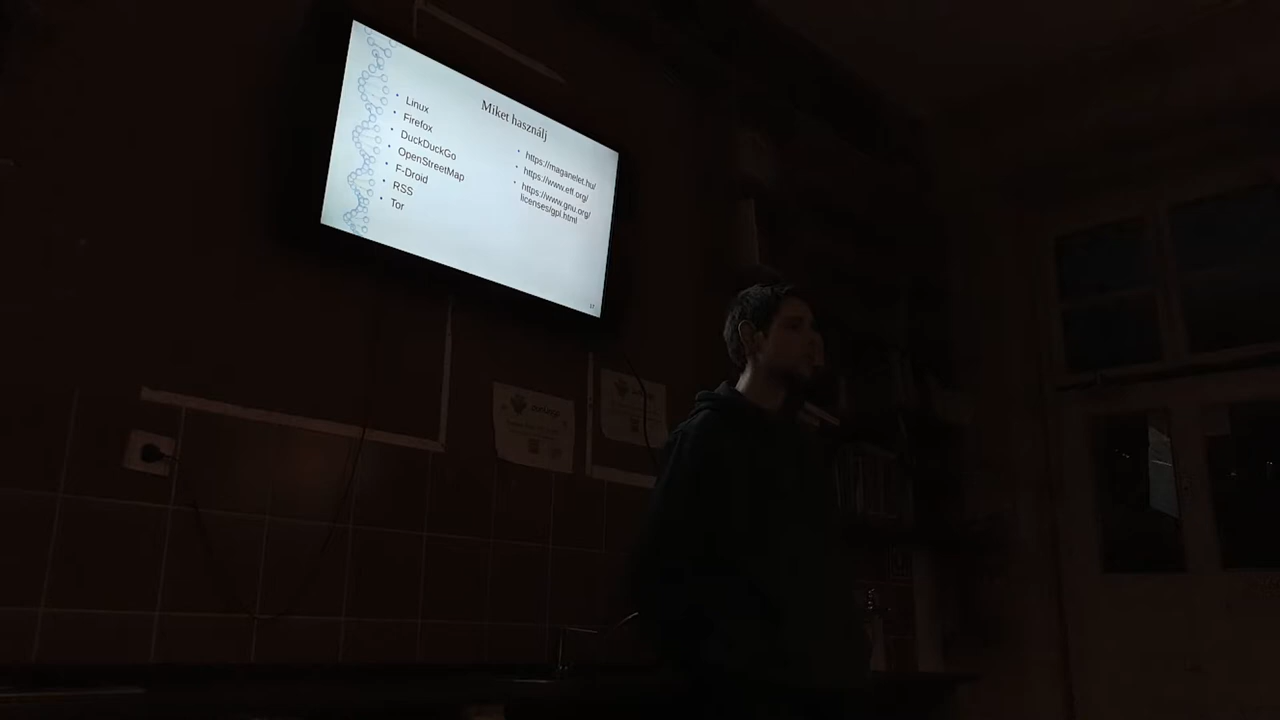 Miket használj
Linux
Firefox
DuckDuckGo
OpenStreetMap
F-Droid
RSS
Tor
https://maganelet.hu/
https://www.eff.org/
https://www.gnu.org/
licenses/gpl.html